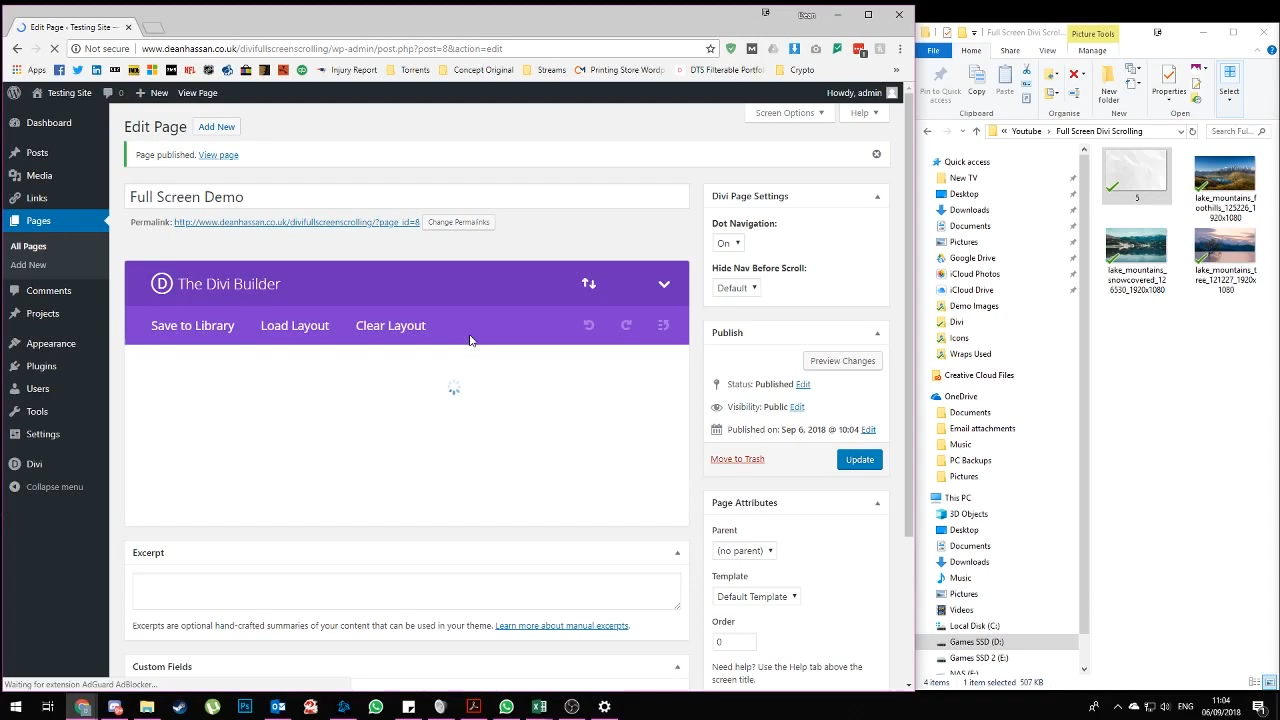 Edit Page ‹ Testing Site —
Bean
Not secure
www.deanhassan.co.uk/divifullscreenscrolling/wp-admin/post.php?post=8&action=edit
Apps
Injury Report
Torrents
Concept Original
Streams
Printing Store Wordp
DTS Filterable Portfol
Crypto
»
Testing Site
0
New
View Page
Howdy, admin
Dashboard
Posts
Media
Links
Pages
All Pages
Add New
Comments
Projects
Appearance
Plugins
Users
Tools
Settings
Divi
Collapse menu
Screen Options
Help
Edit Page
Add New
Page published. View page
Full Screen Demo
Permalink: http://www.deanhassan.co.uk/divifullscreenscrolling/?page_id=8
Change Permalinks
D The Divi Builder
Save to Library
Load Layout
Clear Layout
Excerpt
Excerpts are optional hand-crafted summaries of your content that can be used in your theme. Learn more about manual excerpts.
Custom Fields
Waiting for extension AdGuard AdBlocker...
Divi Page Settings
Dot Navigation:
On
Hide Nav Before Scroll:
Default
Publish
Preview Changes
Status: Published Edit
Visibility: Public Edit
Published on: Sep 6, 2018 @ 10:04 Edit
Move to Trash
Update
Page Attributes
Parent
(no parent)
Template
Default Template
Order
0
Need help? Use the Help tab above the
screen title.
Full Screen Divi Scrol...
Picture Tools
File
Home
Share
View
Manage
Pin to Quick
access
Copy
Paste
New
folder
Properties
Select
Clipboard
Organise
New
Open
«
Youtube
Full Screen Divi Scrolling
Search Ful...
Quick access
New TV
Desktop
Downloads
Documents
Pictures
Google Drive
iCloud Photos
iCloud Drive
Demo Images
Divi
Icons
Wraps Used
Creative Cloud Files
OneDrive
Documents
Email attachments
Music
PC Backups
Pictures
This PC
3D Objects
Desktop
Documents
Downloads
Music
Pictures
Videos
Local Disk (C:)
Games SSD (D:)
Games SSD 2 (E:)
NAS (F:)
5
lake_mountains_f
oothills_125226_1
920x1080
lake_mountains_
snowcovered_12
6530_1920x1080
lake_mountains_t
ree_121227_1920x
1080
4 items
1 item selected 507 KB
11:04
06/09/2018